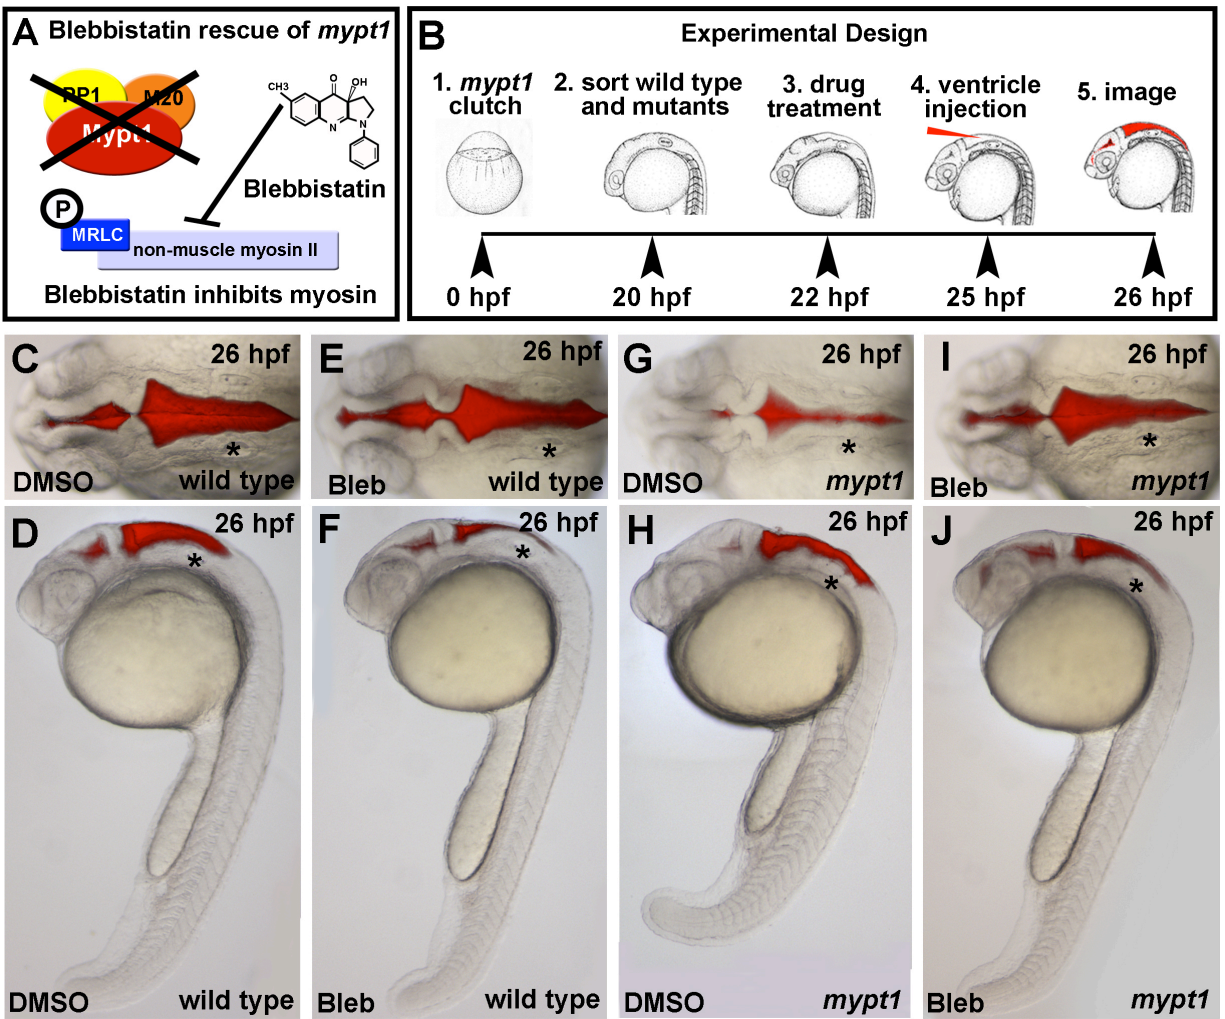 A Blebbistatin rescue of mypt1
PP1
M20
Mypt1
CH3
O
OH
N
N
Blebbistatin
P
MRLC
non-muscle myosin II
Blebbistatin inhibits myosin
B
Experimental Design
1. mypt1
clutch
2. sort wild type
and mutants
3. drug
treatment
4. ventricle
injection
5. image
0 hpf
20 hpf
22 hpf
25 hpf
26 hpf
C 26 hpf
*
DMSO wild type
E 26 hpf
*
Bleb wild type
G 26 hpf
*
DMSO mypt1
I 26 hpf
*
Bleb mypt1
D 26 hpf
*
DMSO wild type
F 26 hpf
*
Bleb wild type
H 26 hpf
*
DMSO mypt1
J 26 hpf
*
Bleb mypt1